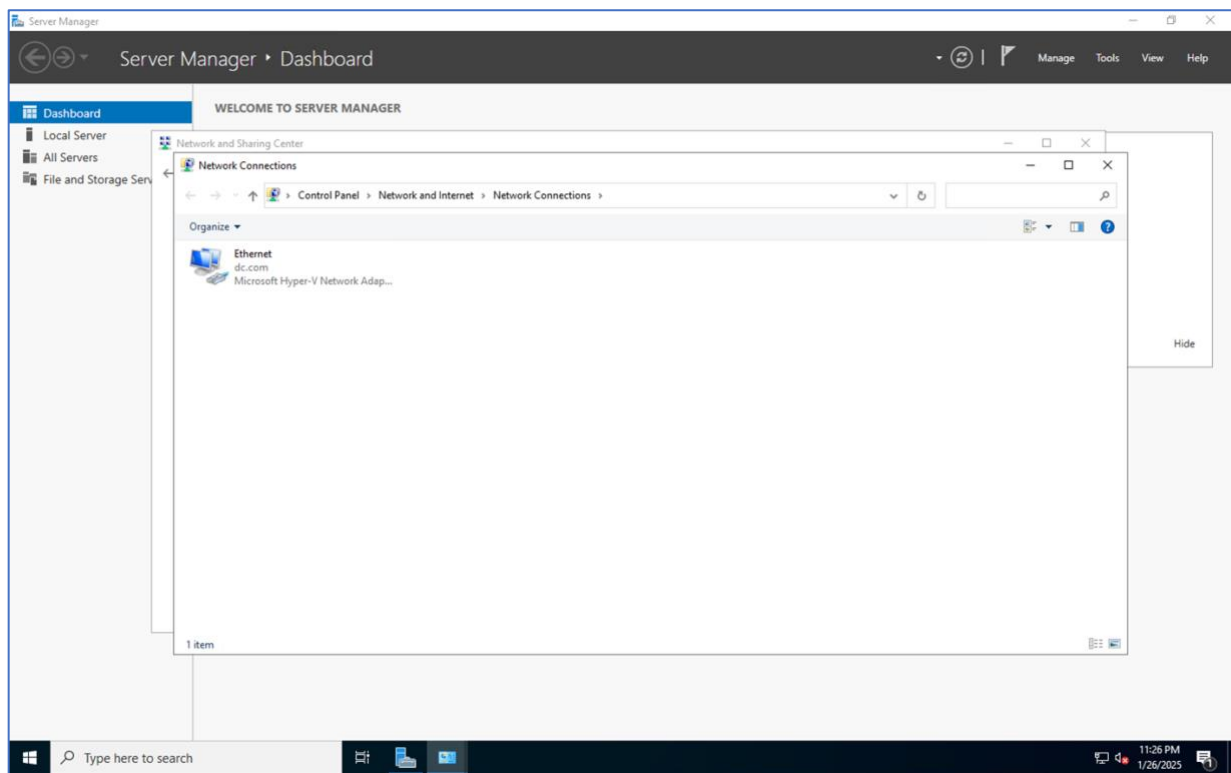 Server Manager
Server Manager ‣ Dashboard
Manage Tools View Help
Dashboard
Local Server
All Servers
File and Storage Serv
WELCOME TO SERVER MANAGER
Network and Sharing Center
Network Connections
Control Panel › Network and Internet › Network Connections ›
Organize
Ethernet
dc.com
Microsoft Hyper-V Network Adap...
Hide
1 item
Type here to search
11:26 PM
1/26/2025
1